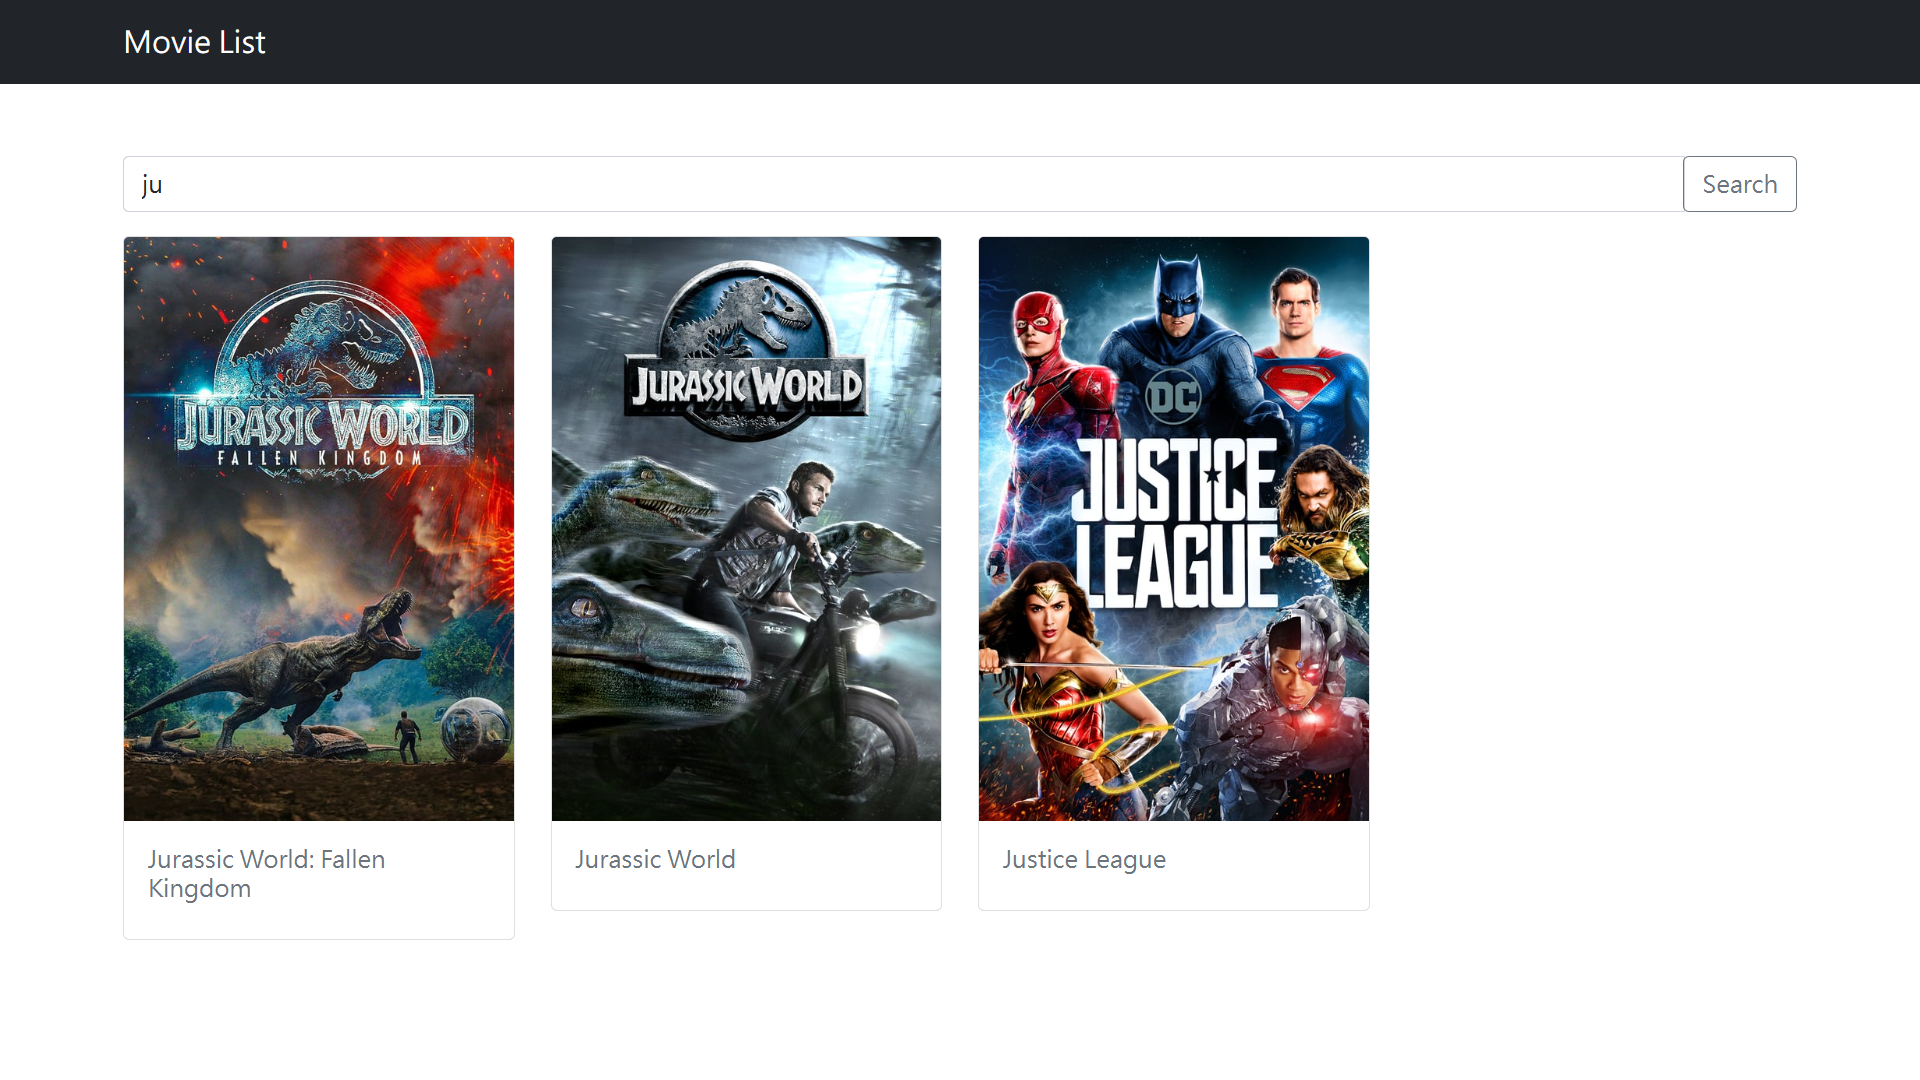 Movie List
ju
Search
JURASSIC WORLD
FALLEN KINGDOM
JURASSIC WORLD
DC
JUSTICE
LEAGUE
Jurassic World: Fallen
Kingdom
Jurassic World
Justice League